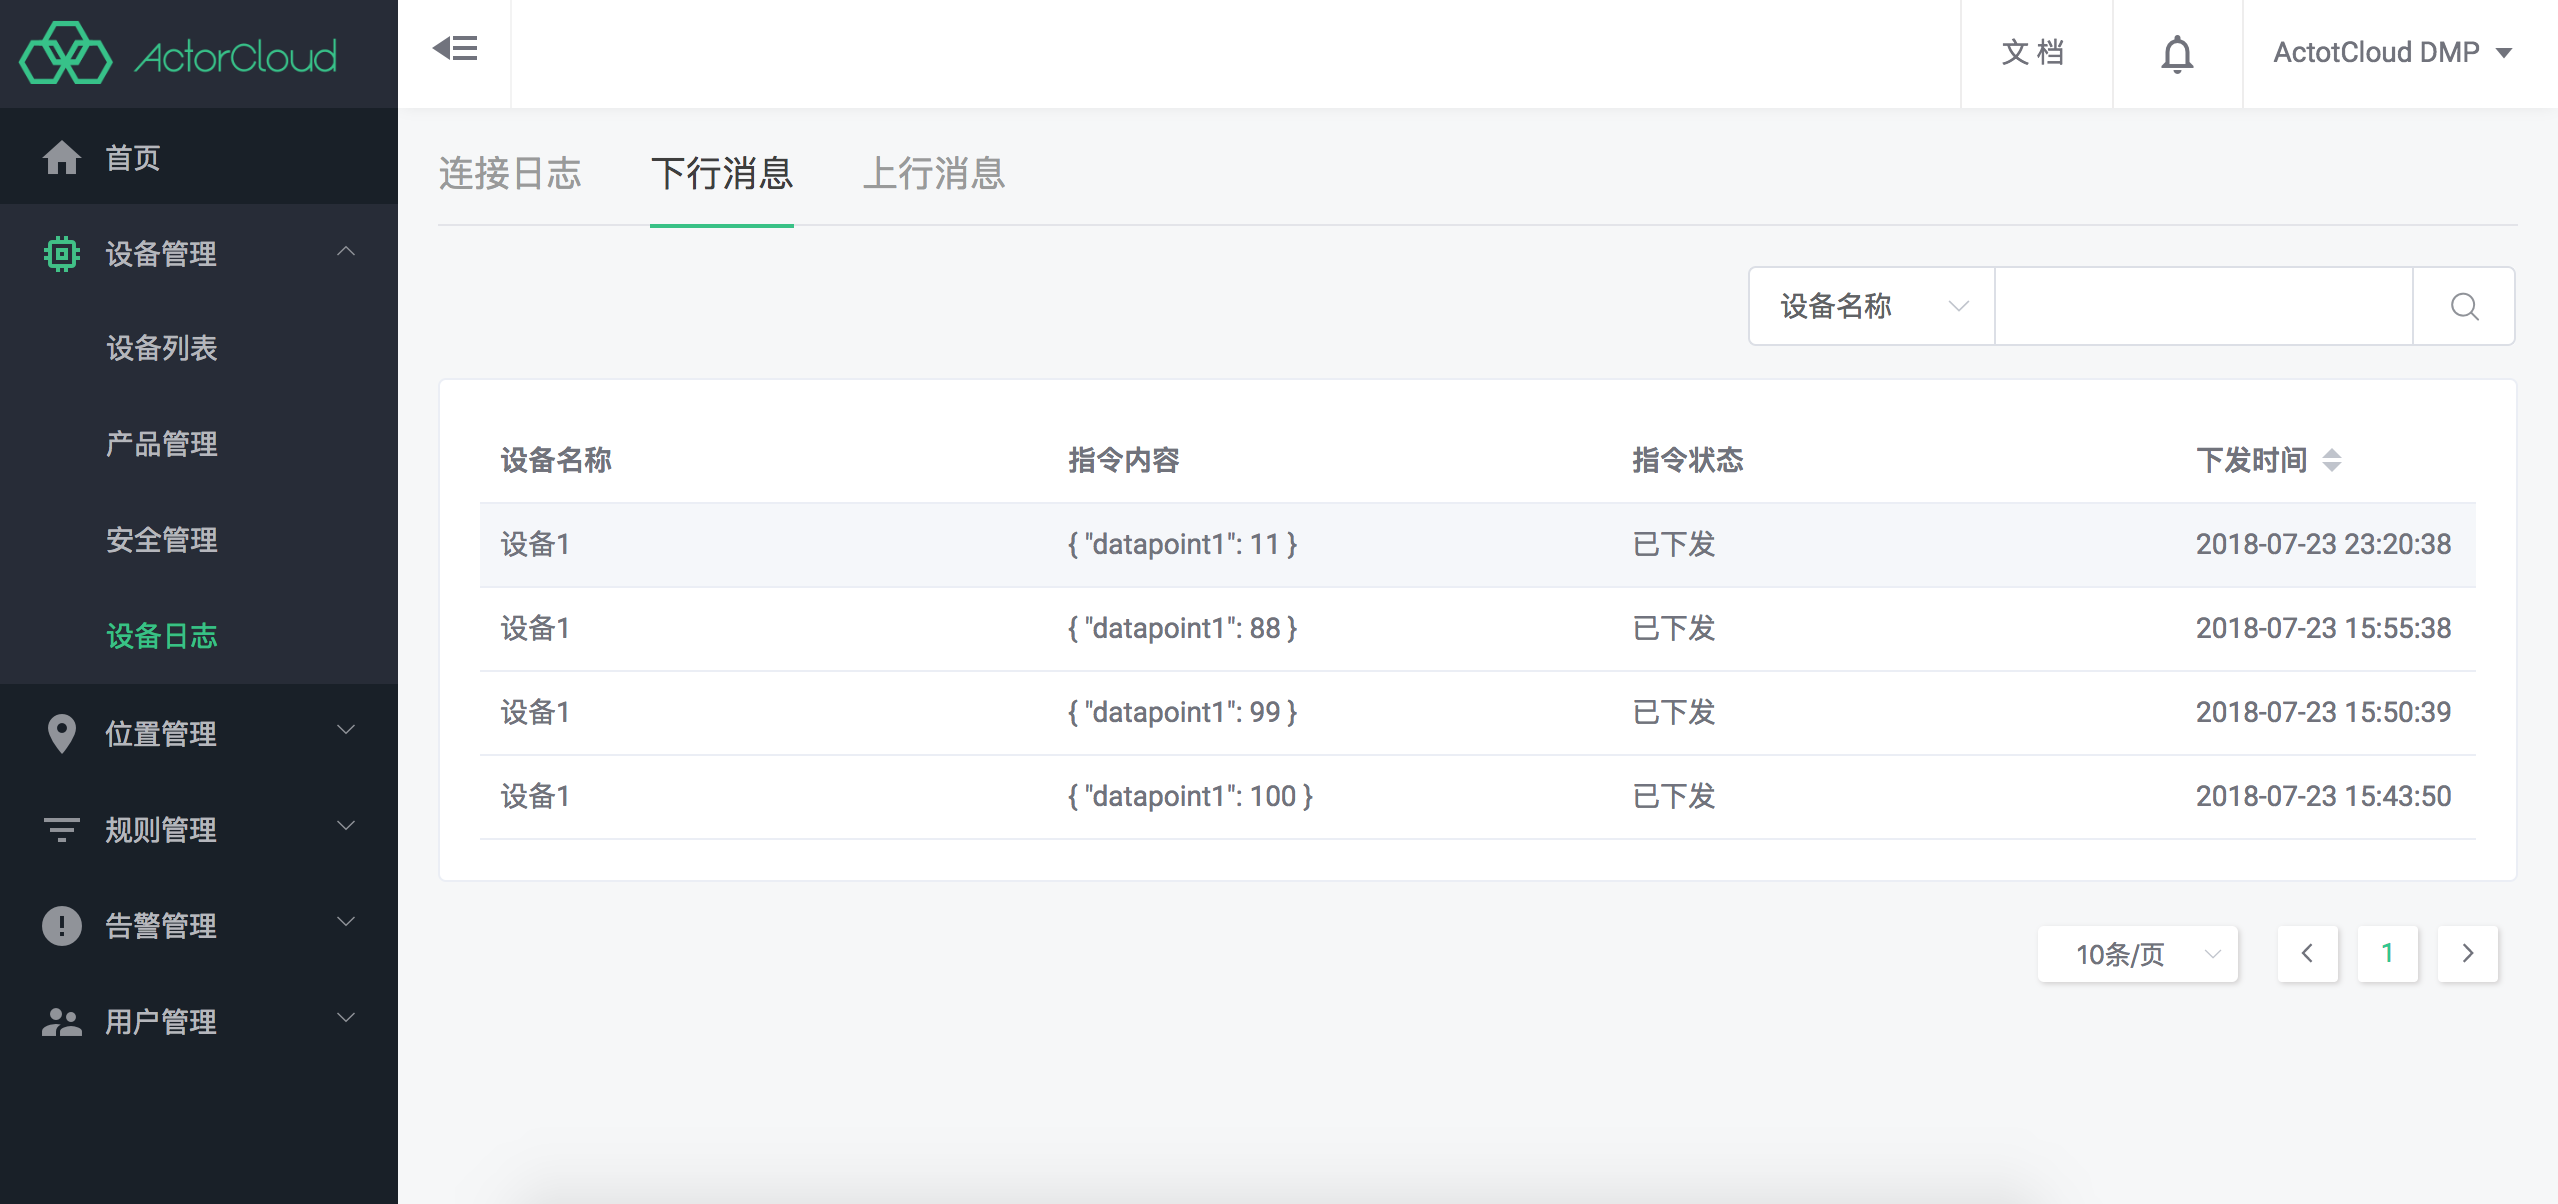 ActorCloud
文 档
ActotCloud DMP
首页
设备管理
设备列表
产品管理
安全管理
设备日志
位置管理
规则管理
告警管理
用户管理
连接日志 下行消息 上行消息
设备名称
设备名称 指令内容 指令状态 下发时间
设备1 { "datapoint1": 11 } 已下发 2018-07-23 23:20:38
设备1 { "datapoint1": 88 } 已下发 2018-07-23 15:55:38
设备1 { "datapoint1": 99 } 已下发 2018-07-23 15:50:39
设备1 { "datapoint1": 100 } 已下发 2018-07-23 15:43:50
10条/页 1